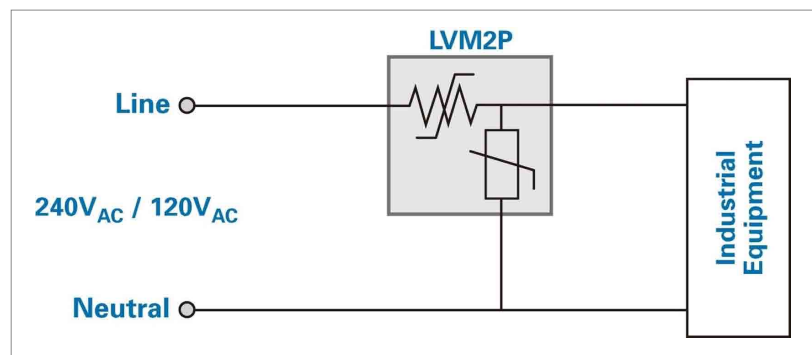 LVM2P
Line
240VAC / 120VAC
Neutral
Industrial
Equipment